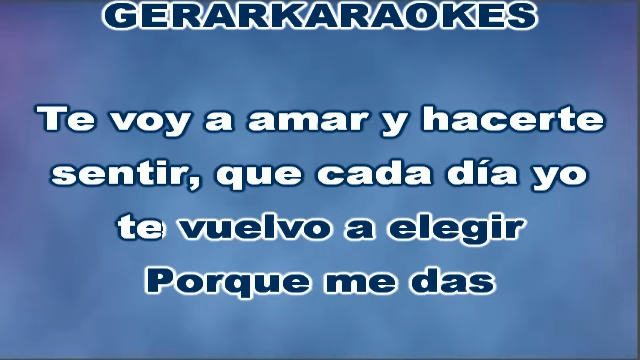 GERARKARAOKES
Te voy a amar y hacerte
sentir, que cada día yo
te vuelvo a elegir
Porque me das